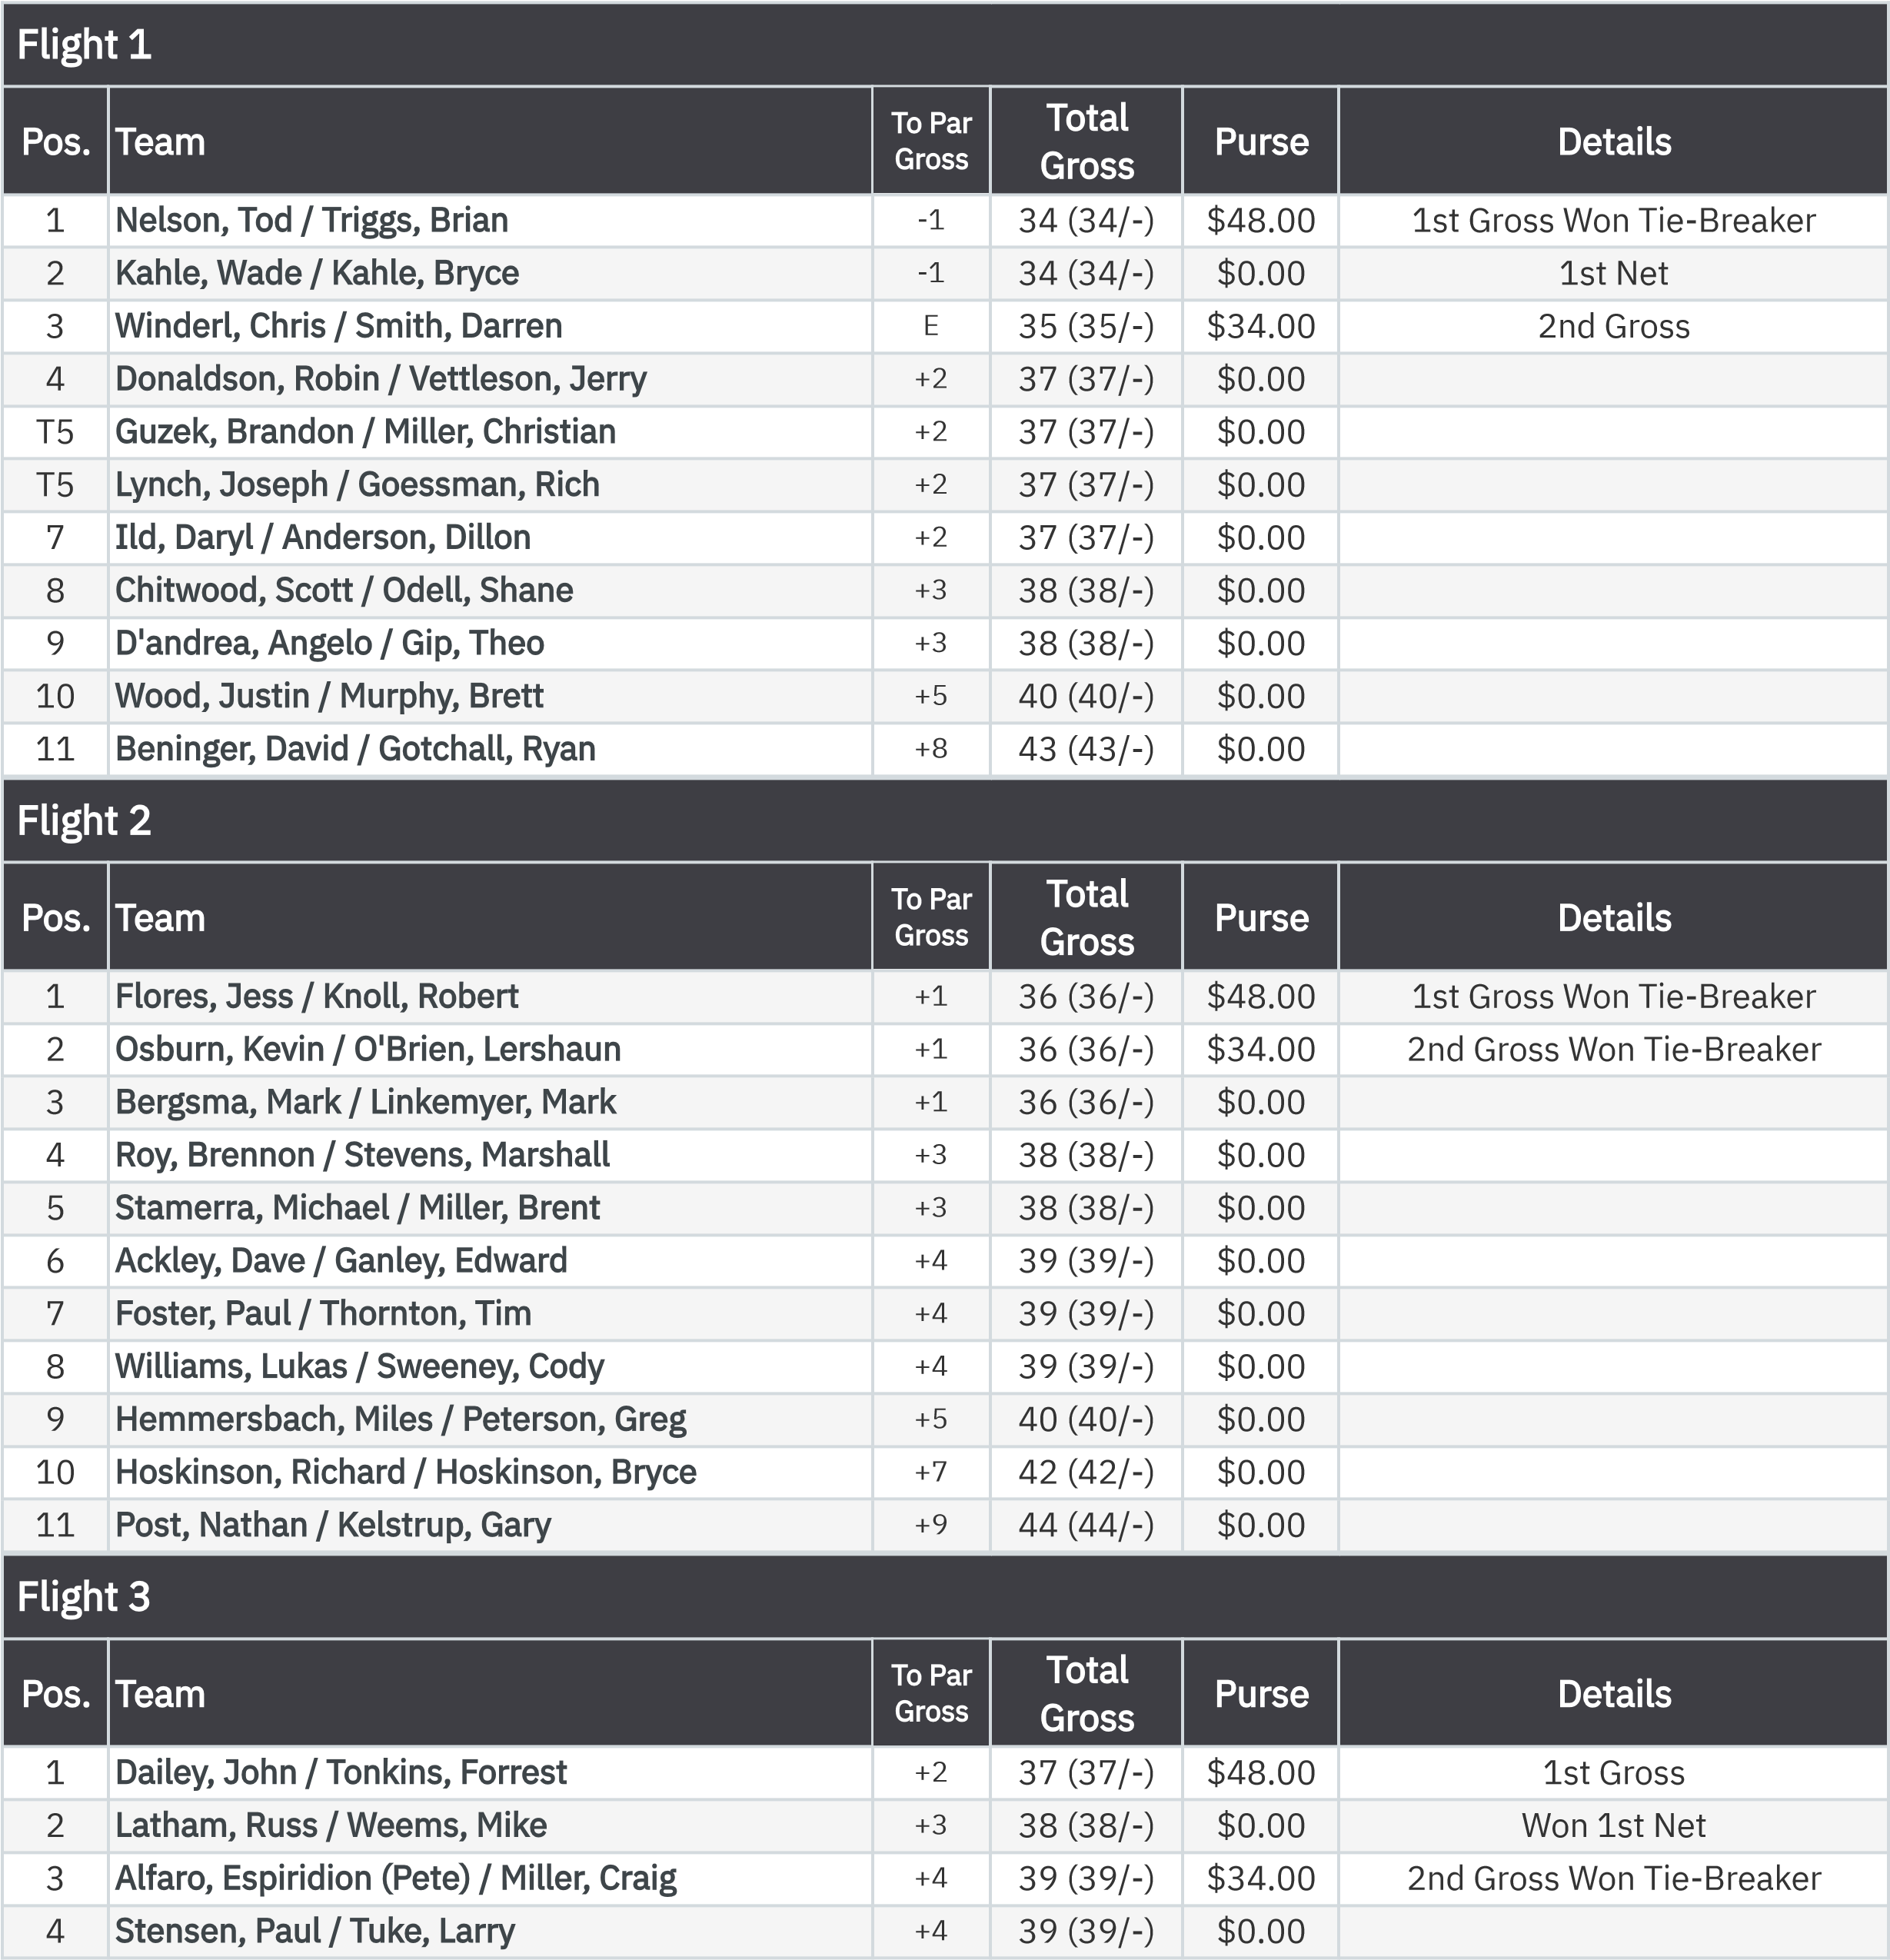 Flight 1
Pos. Team To Par Gross Total Gross Purse Details
1 Nelson, Tod / Triggs, Brian -1 34 (34/-) $48.00 1st Gross Won Tie-Breaker
2 Kahle, Wade / Kahle, Bryce -1 34 (34/-) $0.00 1st Net
3 Winderl, Chris / Smith, Darren E 35 (35/-) $34.00 2nd Gross
4 Donaldson, Robin / Vettleson, Jerry +2 37 (37/-) $0.00
T5 Guzek, Brandon / Miller, Christian +2 37 (37/-) $0.00
T5 Lynch, Joseph / Goessman, Rich +2 37 (37/-) $0.00
7 Ild, Daryl / Anderson, Dillon +2 37 (37/-) $0.00
8 Chitwood, Scott / Odell, Shane +3 38 (38/-) $0.00
9 D'andrea, Angelo / Gip, Theo +3 38 (38/-) $0.00
10 Wood, Justin / Murphy, Brett +5 40 (40/-) $0.00
11 Beninger, David / Gotchall, Ryan +8 43 (43/-) $0.00
Flight 2
Pos. Team To Par Gross Total Gross Purse Details
1 Flores, Jess / Knoll, Robert +1 36 (36/-) $48.00 1st Gross Won Tie-Breaker
2 Osburn, Kevin / O'Brien, Lershaun +1 36 (36/-) $34.00 2nd Gross Won Tie-Breaker
3 Bergsma, Mark / Linkemyer, Mark +1 36 (36/-) $0.00
4 Roy, Brennon / Stevens, Marshall +3 38 (38/-) $0.00
5 Stamerra, Michael / Miller, Brent +3 38 (38/-) $0.00
6 Ackley, Dave / Ganley, Edward +4 39 (39/-) $0.00
7 Foster, Paul / Thornton, Tim +4 39 (39/-) $0.00
8 Williams, Lukas / Sweeney, Cody +4 39 (39/-) $0.00
9 Hemmersbach, Miles / Peterson, Greg +5 40 (40/-) $0.00
10 Hoskinson, Richard / Hoskinson, Bryce +7 42 (42/-) $0.00
11 Post, Nathan / Kelstrup, Gary +9 44 (44/-) $0.00
Flight 3
Pos. Team To Par Gross Total Gross Purse Details
1 Dailey, John / Tonkins, Forrest +2 37 (37/-) $48.00 1st Gross
2 Latham, Russ / Weems, Mike +3 38 (38/-) $0.00 Won 1st Net
3 Alfaro, Espiridion (Pete) / Miller, Craig +4 39 (39/-) $34.00 2nd Gross Won Tie-Breaker
4 Stensen, Paul / Tuke, Larry +4 39 (39/-) $0.00